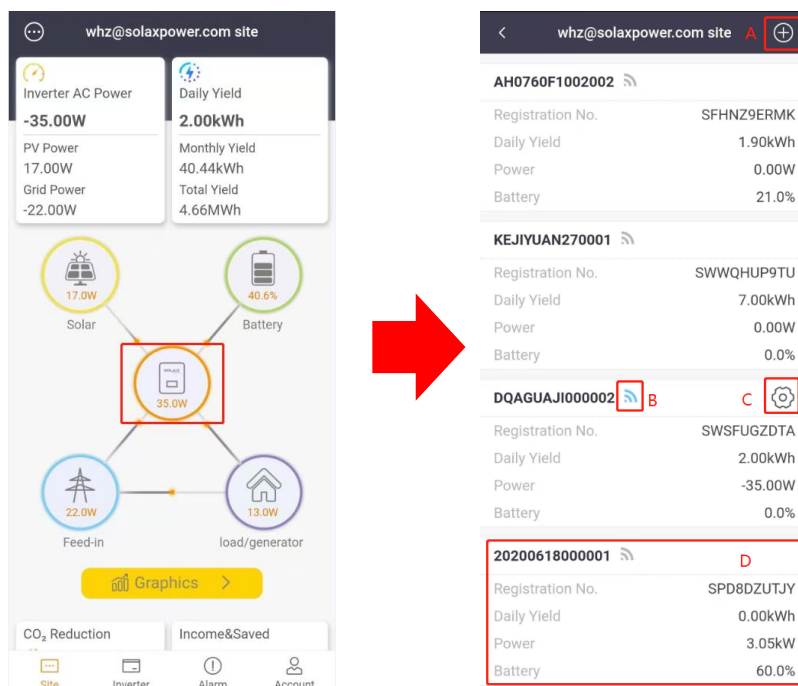 whz@solaxpower.com site
Inverter AC Power
-35.00W
PV Power
17.00W
Grid Power
-22.00W
Daily Yield
2.00kWh
Monthly Yield
40.44kWh
Total Yield
4.66MWh
17.0W
Solar
40.6%
Battery
35.0W
22.0W
Feed-in
13.0W
load/generator
Graphics >
CO₂ Reduction
Income&Saved
Site Inverter Alarm Account
whz@solaxpower.com site A
AH0760F1002002
Registration No. SFHNZ9ERMK
Daily Yield 1.90kWh
Power 0.00W
Battery 21.0%
KEJIYUAN270001
Registration No. SWWQHUP9TU
Daily Yield 7.00kWh
Power 0.00W
Battery 0.0%
DQAGUAJI000002 B C
Registration No. SWSFUGZDTA
Daily Yield 2.00kWh
Power -35.00W
Battery 0.0%
20200618000001 D
Registration No. SPD8DZUTJY
Daily Yield 0.00kWh
Power 3.05kW
Battery 60.0%